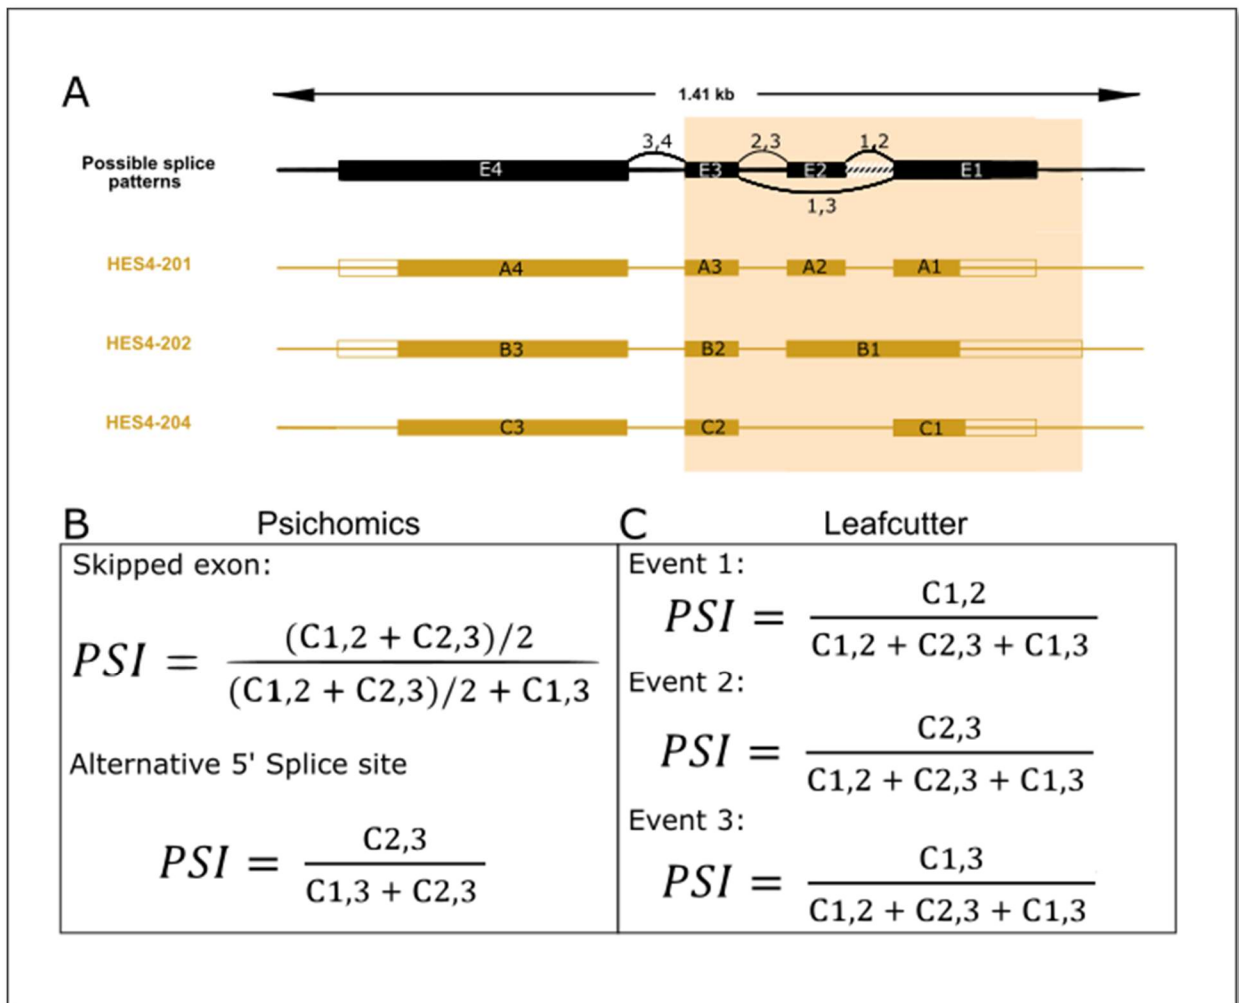 A
1.41 kb
Possible splice
patterns
3,4
2,3
1,2
E4
E3
E2
E1
1,3
HES4-201
A4
A3
A2
A1
HES4-202
B3
B2
B1
HES4-204
C3
C2
C1
B
Psichomics
Skipped exon:
PSI = (C1,2 + C2,3)/2
(C1,2 + C2,3)/2 + C1,3
Alternative 5' Splice site
PSI = C2,3
C1,3 + C2,3
C
Leafcutter
Event 1:
PSI = C1,2
C1,2 + C2,3 + C1,3
Event 2:
PSI = C2,3
C1,2 + C2,3 + C1,3
Event 3:
PSI = C1,3
C1,2 + C2,3 + C1,3